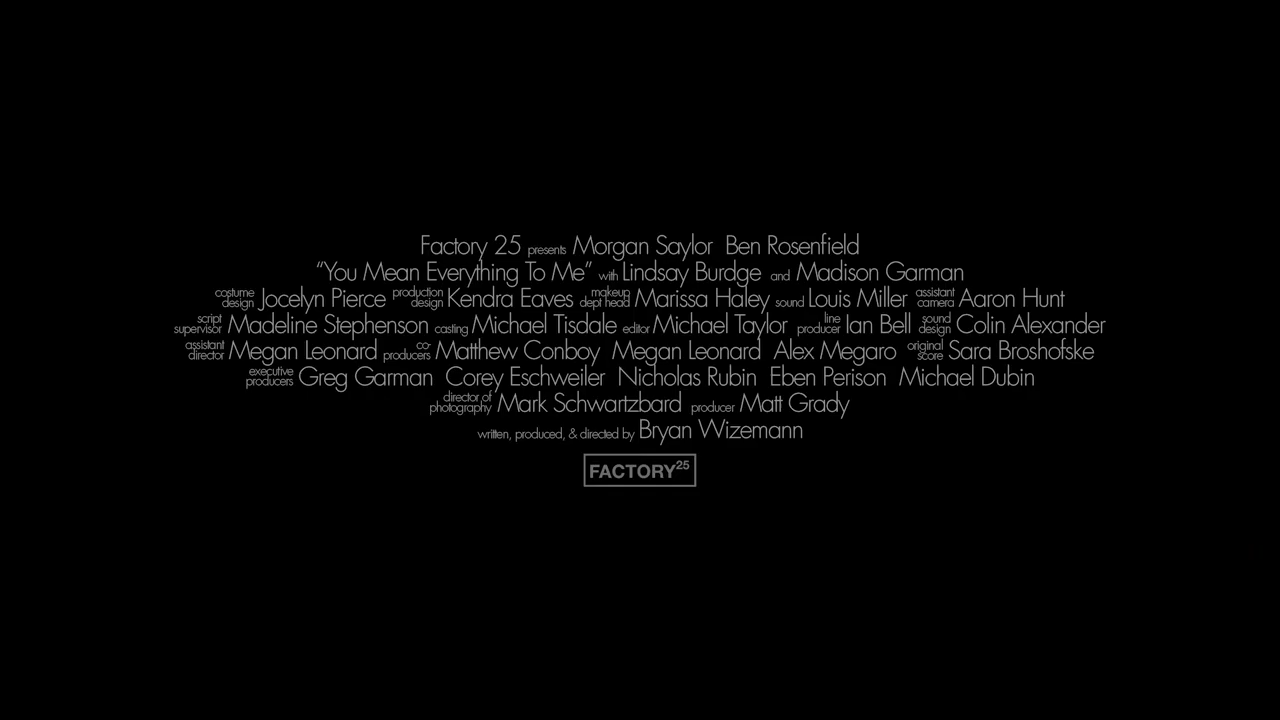 Factory 25 presents Morgan Saylor Ben Rosenfield
“You Mean Everything To Me” with Lindsay Burdge and Madison Garman
costume design Jocelyn Pierce production design Kendra Eaves makeup dept head Marissa Haley sound Louis Miller assistant camera Aaron Hunt
script supervisor Madeline Stephenson casting Michael Tisdale editor Michael Taylor line producer Ian Bell sound design Colin Alexander
assistant director Megan Leonard co-producers Matthew Conboy Megan Leonard Alex Megaro original score Sara Broshofske
executive producers Greg Garman Corey Eschweiler Nicholas Rubin Eben Perison Michael Dubin
director of photography Mark Schwartzbard producer Matt Grady
written, produced, & directed by Bryan Wizemann
FACTORY25